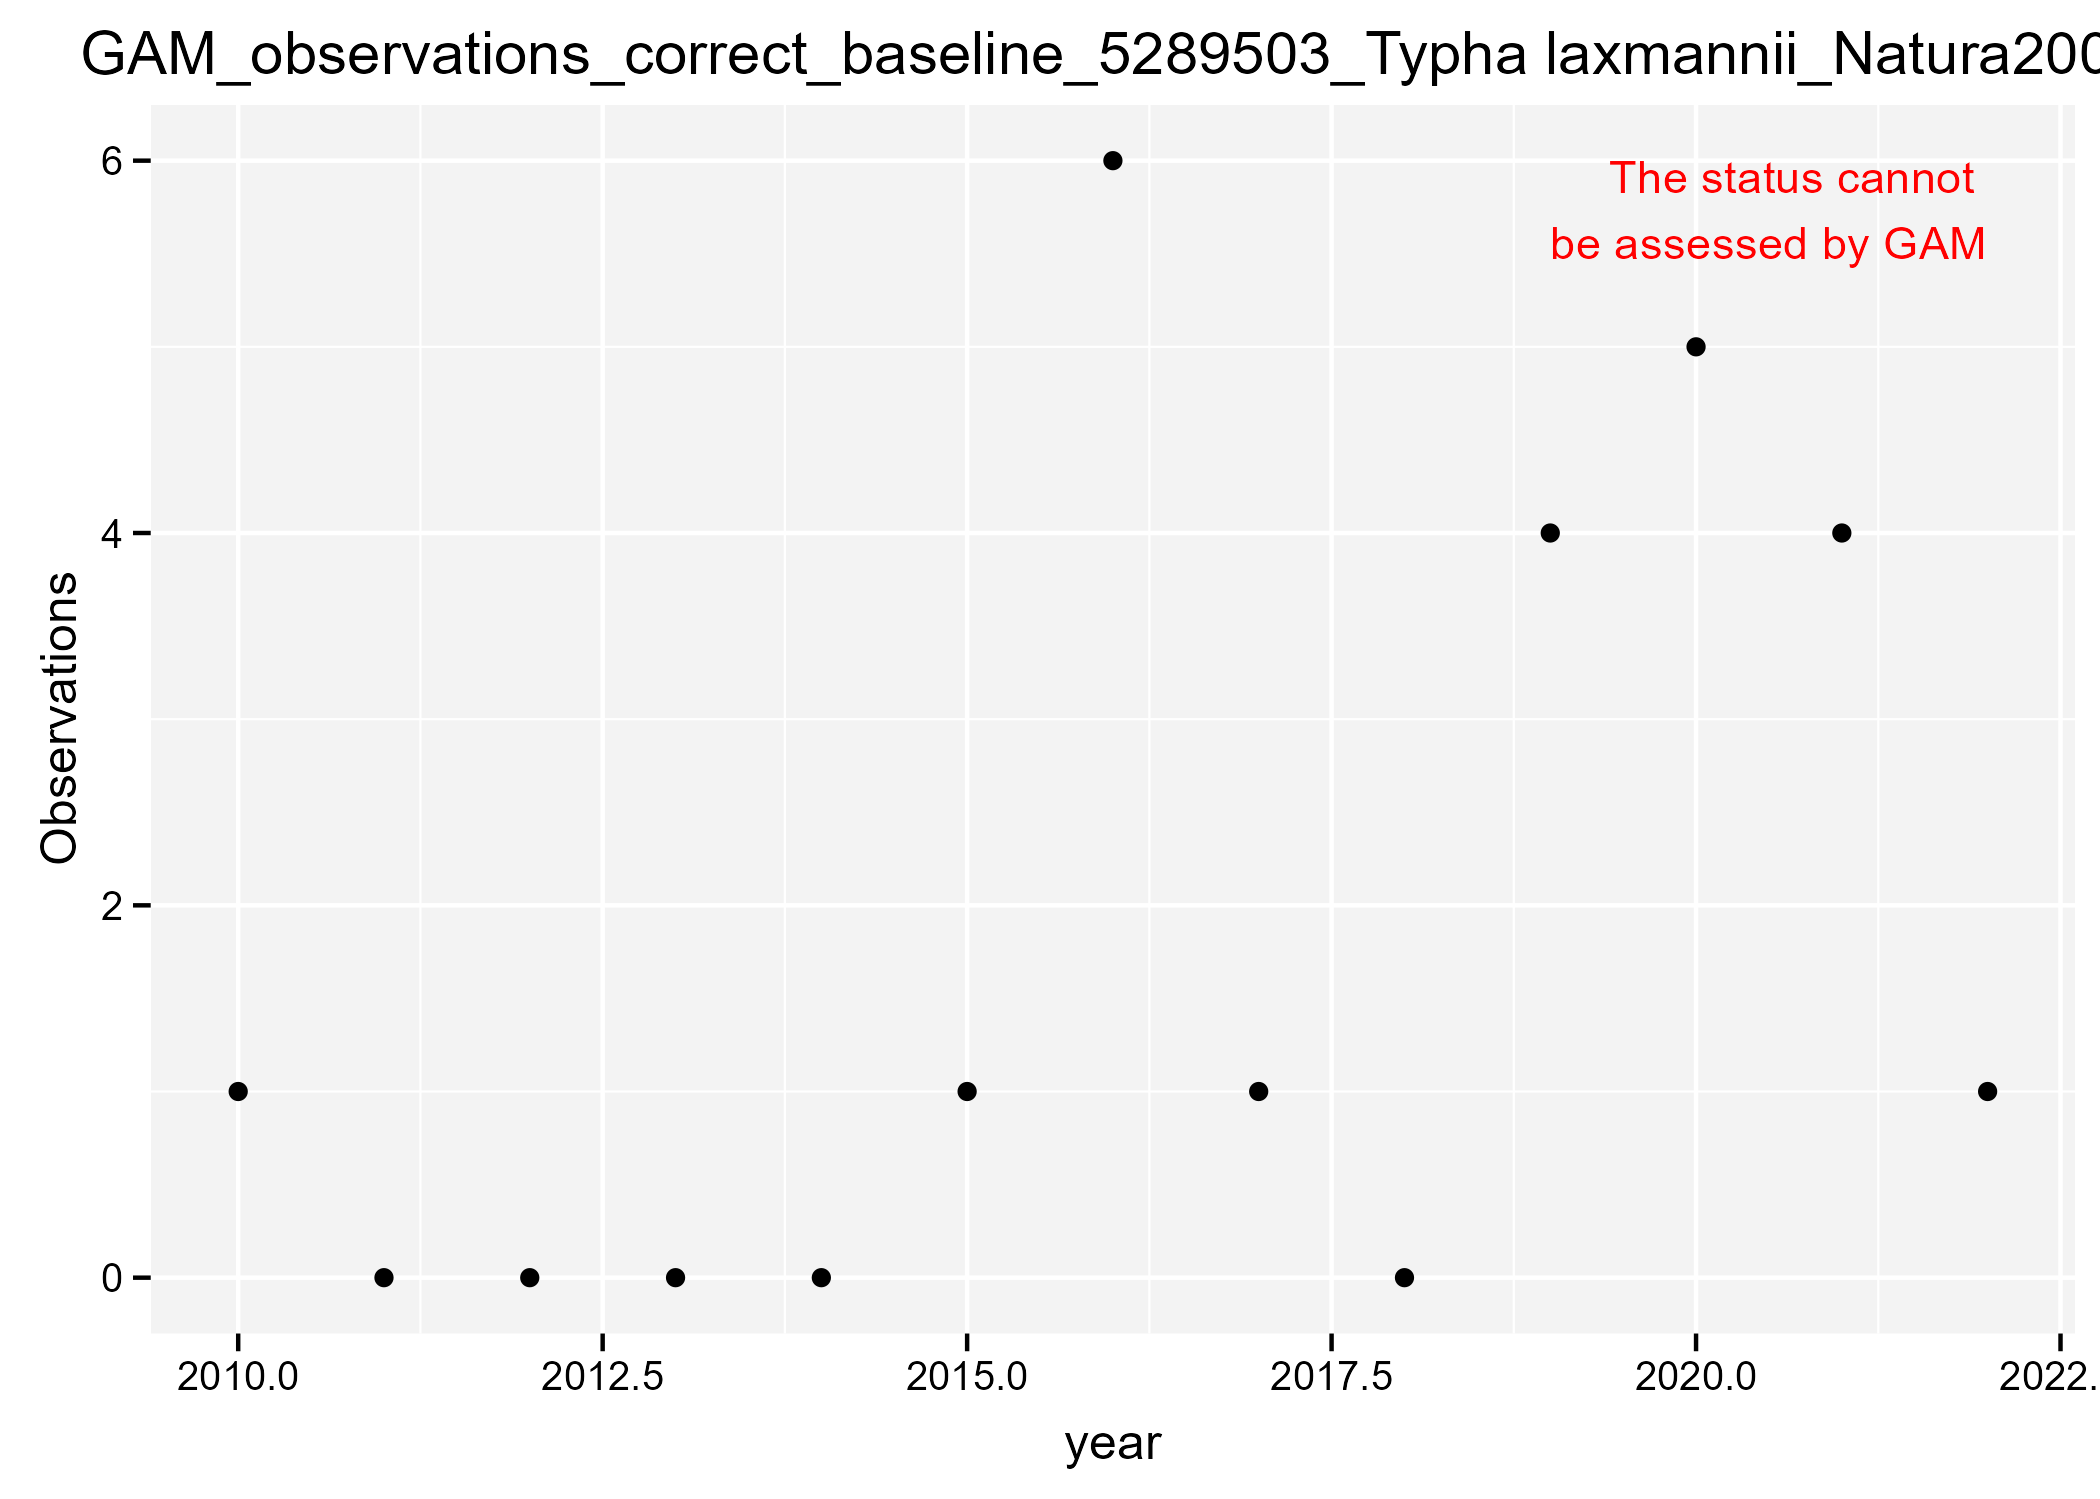 GAM_observations_correct_baseline_5289503_Typha laxmannii_Natura200
6
The status cannot
be assessed by GAM
4
Observations
2
0
2010.0 2012.5 2015.0 2017.5 2020.0 2022.
year